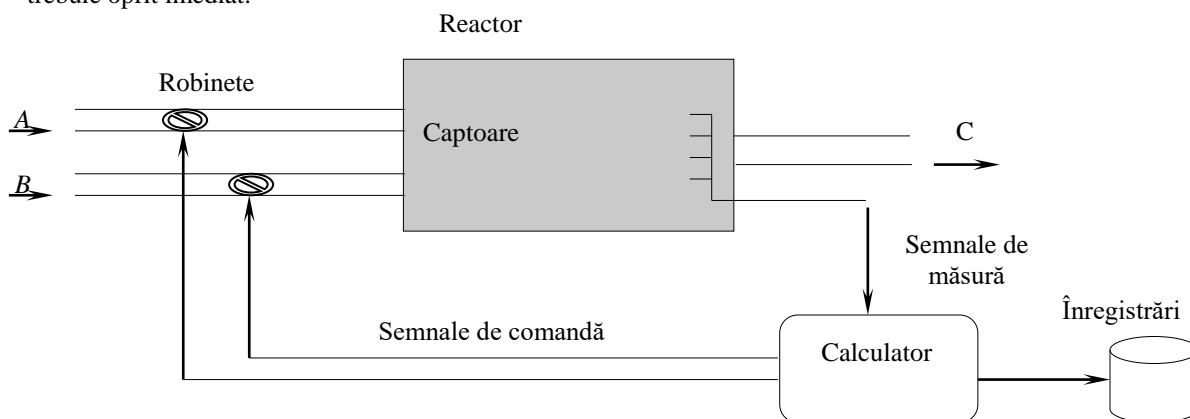 trebuie oprit imediat.
Reactor
Robinete
A
Captoare
C
B
Semnale de
măsură
Înregistrări
Semnale de comandă
Calculator